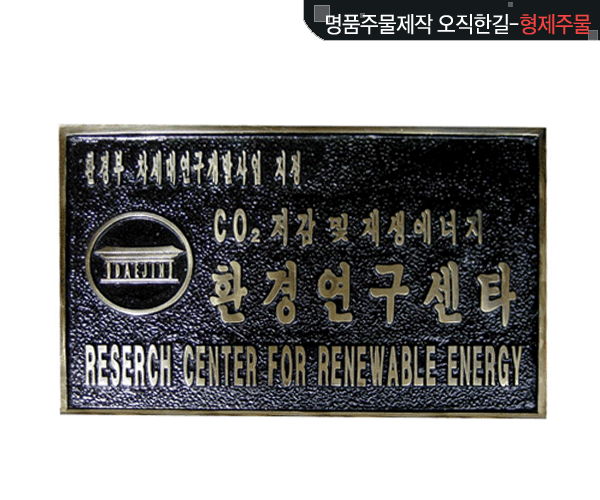 명품주물제작 오직한길-형제주물
환경부 차세대연구개발사업 지정
CO₂ 저감 및 재생에너지
DAEJIN
환경연구센타
RESERCH CENTER FOR RENEWABLE ENERGY